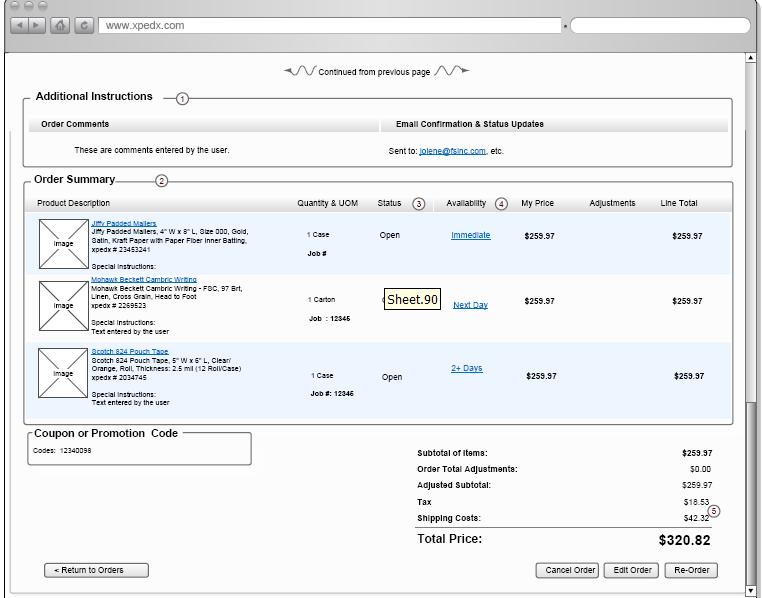 www.xpedx.com
Continued from previous page
Additional Instructions
1
Order Comments
Email Confirmation & Status Updates
These are comments entered by the user.
Sent to: jolene@fsinc.com, etc.
Order Summary
2
Product Description
Quantity & UOM
Status
3
Availability
4
My Price
Adjustments
Line Total
Image
Jiffy Padded Mailers
Jiffy Padded Mailers, 4" W x 8" L, Size 000, Gold,
Satin, Kraft Paper with Paper Fiber Inner Batting,
xpedx # 23453241
Special Instructions:
1 Case
Job #
Open
Immediate
$259.97
$259.97
Image
Mohawk Beckett Cambric Writing
Mohawk Beckett Cambric Writing - FSC, 97 Brt,
Linen, Cross Grain, Head to Foot
xpedx # 2269523
Special Instructions:
Text entered by the user
1 Carton
Job : 12345
Sheet.90
Next Day
$259.97
$259.97
Image
Scotch 824 Pouch Tape
Scotch 824 Pouch Tape, 5" W x 6" L, Clear/
Orange, Roll, Thickness: 2.5 mil (12 Roll/Case)
xpedx # 2034745
Special Instructions:
Text entered by the user
1 Case
Job #: 12345
Open
2+ Days
$259.97
$259.97
Coupon or Promotion Code
Codes: 12340098
Subtotal of Items: $259.97
Order Total Adjustments: $0.00
Adjusted Subtotal: $259.97
Tax $18.53
5
Shipping Costs: $42.32
Total Price: $320.82
< Return to Orders
Cancel Order
Edit Order
Re-Order